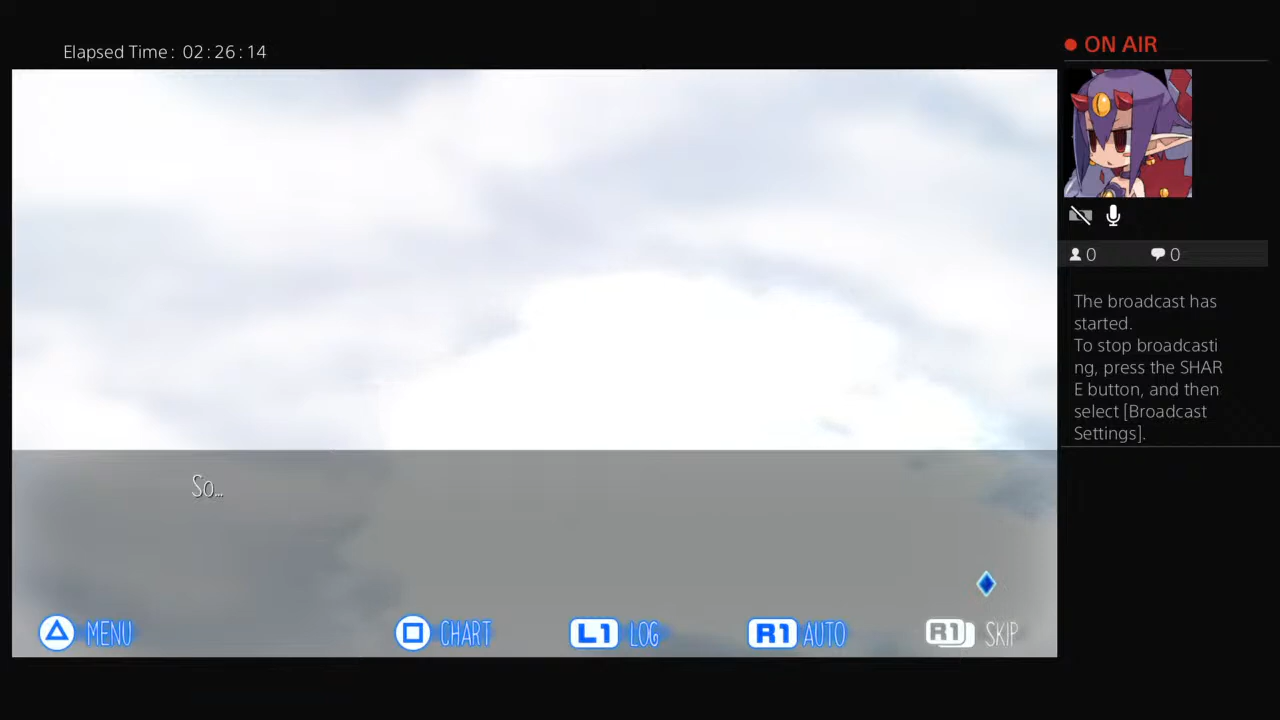 Elapsed Time: 02:26:14
ON AIR
0 0
The broadcast has
started.
To stop broadcasti
ng, press the SHAR
E button, and then
select [Broadcast
Settings].
So...
MENU CHART L1 LOG R1 AUTO R1 SKIP